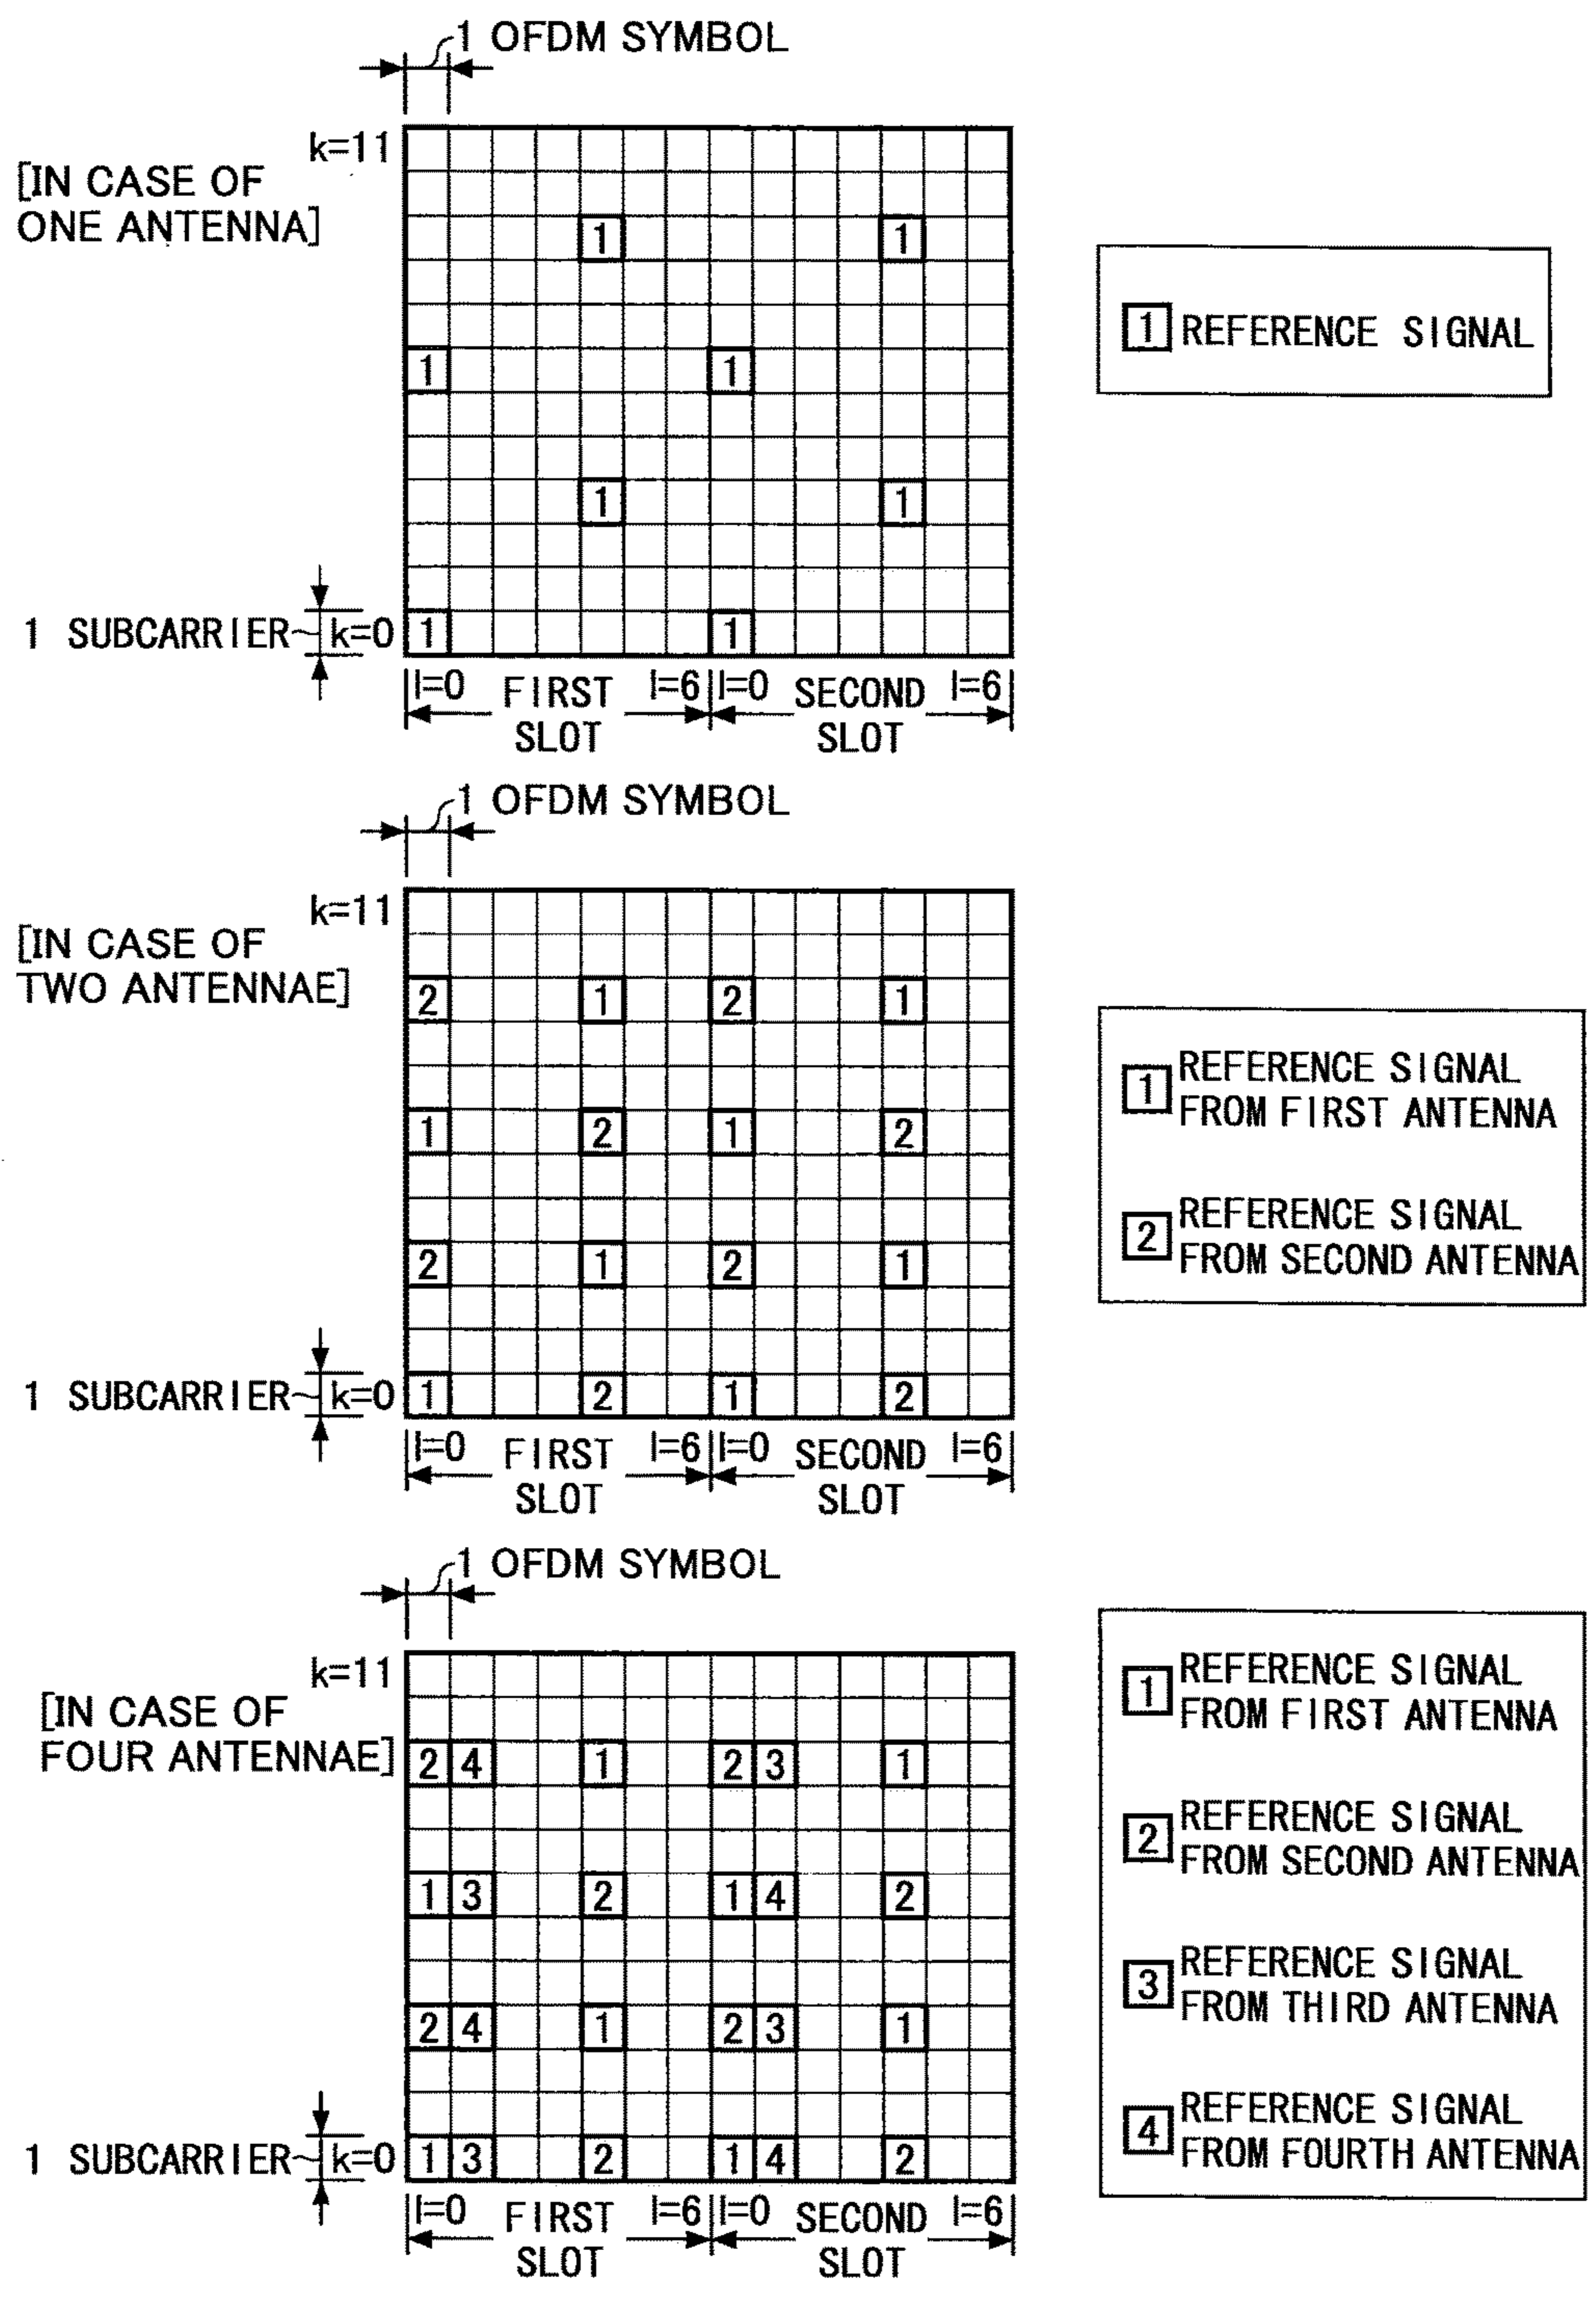 1 OFDM SYMBOL
k=11
[IN CASE OF
ONE ANTENNA]
1 1
1 REFERENCE SIGNAL
1 1
1 1
1 SUBCARRIER k=0 1 1
l=0 FIRST l=6 l=0 SECOND l=6
SLOT SLOT
1 OFDM SYMBOL
k=11
[IN CASE OF
TWO ANTENNAE]
2 1 2 1
1 2 1 2
2 1 2 1
1 REFERENCE SIGNAL
FROM FIRST ANTENNA
2 REFERENCE SIGNAL
FROM SECOND ANTENNA
1 SUBCARRIER k=0 1 2 1 2
l=0 FIRST l=6 l=0 SECOND l=6
SLOT SLOT
1 OFDM SYMBOL
k=11
[IN CASE OF
FOUR ANTENNAE]
2 4 1 2 3 1
1 3 2 1 4 2
2 4 1 2 3 1
1 SUBCARRIER k=0 1 3 2 1 4 2
l=0 FIRST l=6 l=0 SECOND l=6
SLOT SLOT
1 REFERENCE SIGNAL
FROM FIRST ANTENNA
2 REFERENCE SIGNAL
FROM SECOND ANTENNA
3 REFERENCE SIGNAL
FROM THIRD ANTENNA
4 REFERENCE SIGNAL
FROM FOURTH ANTENNA